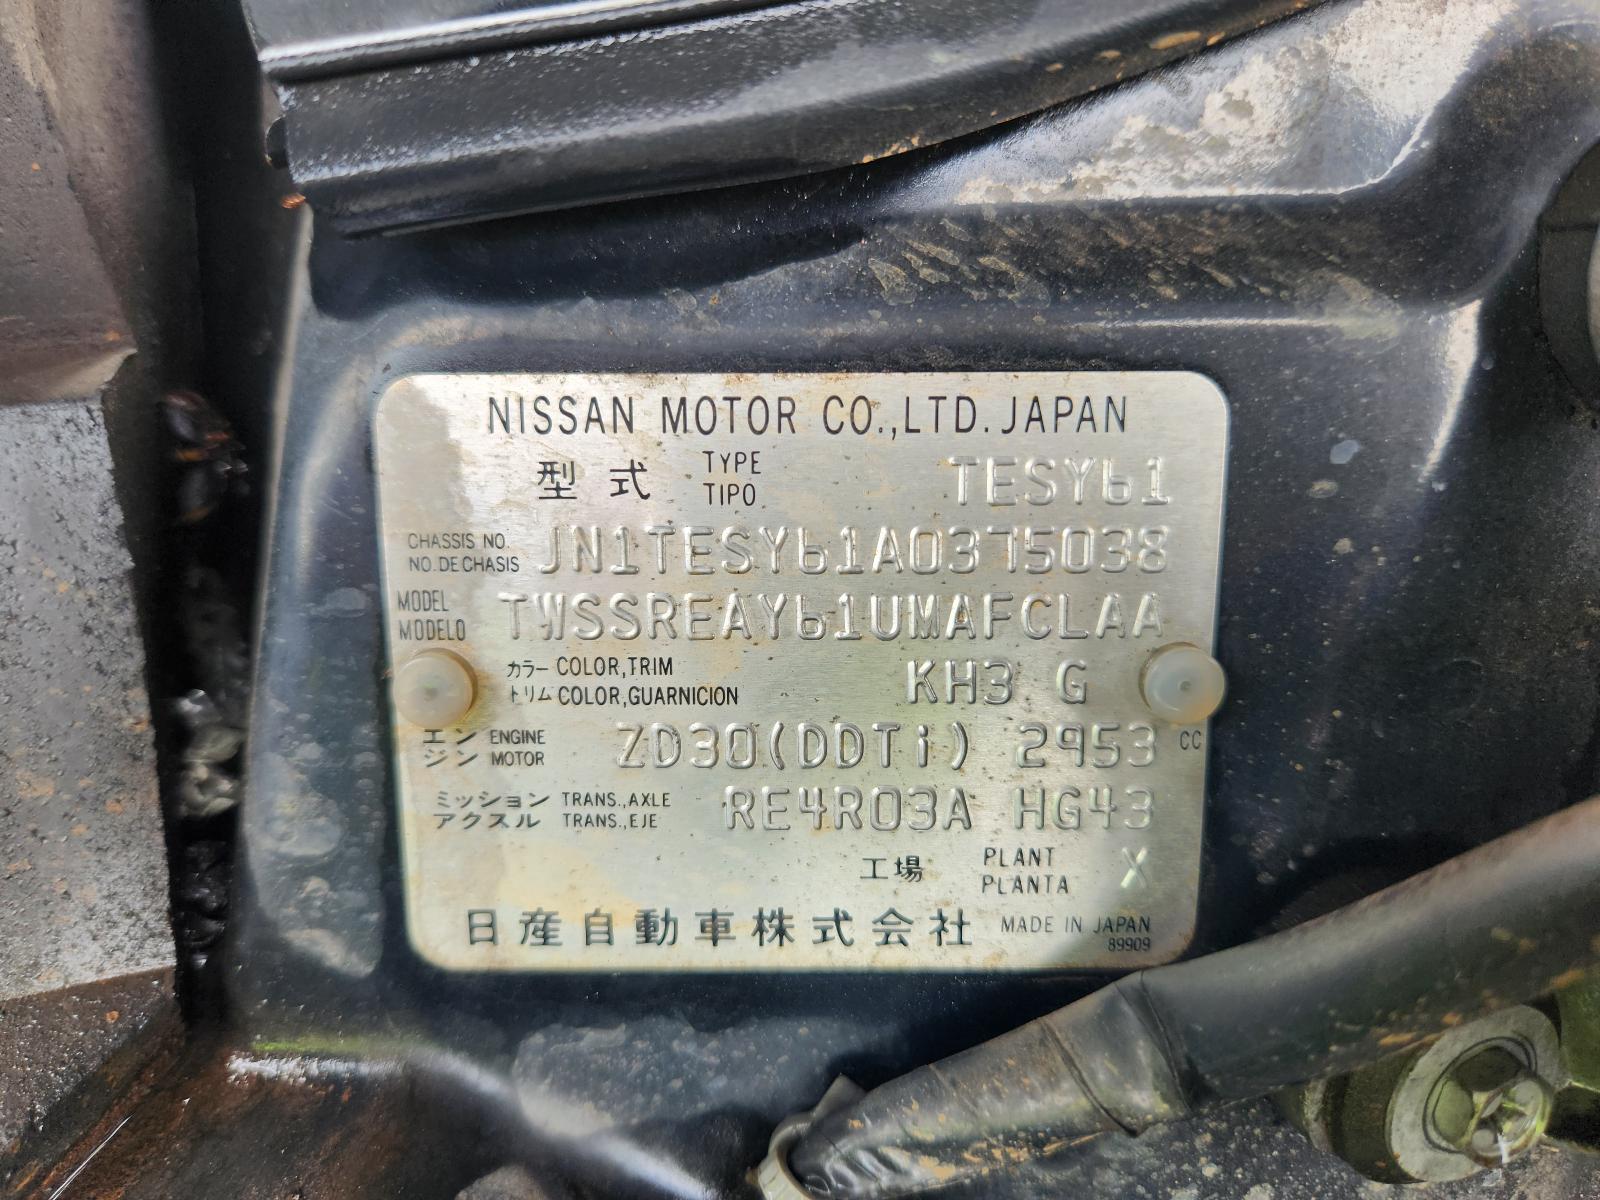 NISSAN MOTOR CO.,LTD. JAPAN
型式 TYPE TESY61
TIPO
CHASSIS NO. JN1TESY61A0375038
NO. DE CHASIS
MODEL TWSSREAY61UMAFCLAA
MODELO
カラー COLOR,TRIM KH3 G
トリム COLOR,GUARNICION
エン ENGINE ZD30(DDTi) 2953 CC
ジン MOTOR
ミッション TRANS.,AXLE RE4R03A HG43
アクスル TRANS.,EJE
工場 PLANT X
PLANTA
日産自動車株式会社 MADE IN JAPAN
89909